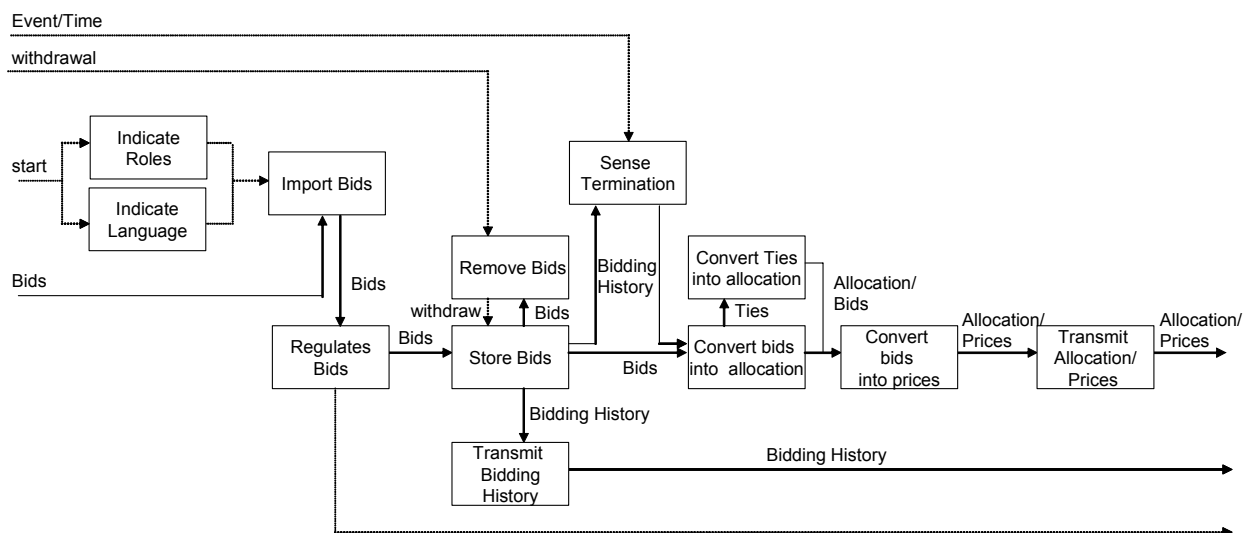 Event/Time
withdrawal
Indicate
Roles
start
Indicate
Language
Import Bids
Sense
Termination
Bids
Bids
Remove Bids
Bidding
History
Convert Ties
into allocation
Allocation/
Bids
withdraw
Bids
Ties
Regulates
Bids
Bids
Store Bids
Bids
Convert bids
into allocation
Convert
bids
into prices
Allocation/
Prices
Transmit
Allocation/
Prices
Allocation/
Prices
Bidding History
Transmit
Bidding
History
Bidding History